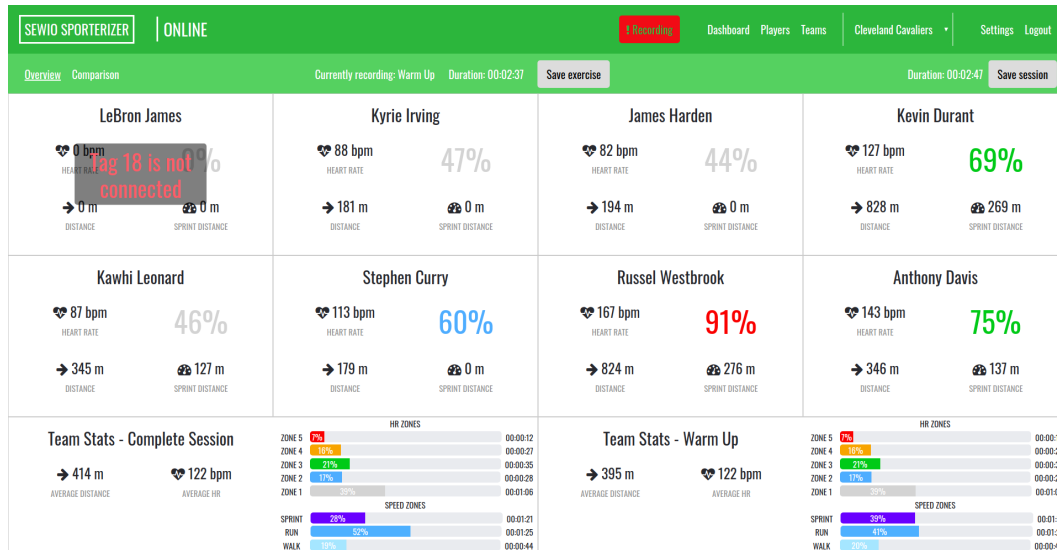 SEWIO SPORTERIZER ONLINE ! Recording Dashboard Players Teams Cleveland Cavaliers Settings Logout
Overview Comparison Currently recording: Warm Up Duration: 00:02:37 Save exercise Duration: 00:02:47 Save session
LeBron James
0 bpm
HEART RATE
0%
Tag 18 is not
connected
0 m 0 m
DISTANCE SPRINT DISTANCE
Kyrie Irving
88 bpm
HEART RATE
47%
181 m 0 m
DISTANCE SPRINT DISTANCE
James Harden
82 bpm
HEART RATE
44%
194 m 0 m
DISTANCE SPRINT DISTANCE
Kevin Durant
127 bpm
HEART RATE
69%
828 m 269 m
DISTANCE SPRINT DISTANCE
Kawhi Leonard
87 bpm
HEART RATE
46%
345 m 127 m
DISTANCE SPRINT DISTANCE
Stephen Curry
113 bpm
HEART RATE
60%
179 m 0 m
DISTANCE SPRINT DISTANCE
Russel Westbrook
167 bpm
HEART RATE
91%
824 m 276 m
DISTANCE SPRINT DISTANCE
Anthony Davis
143 bpm
HEART RATE
75%
346 m 137 m
DISTANCE SPRINT DISTANCE
Team Stats - Complete Session
414 m 122 bpm
AVERAGE DISTANCE AVERAGE HR
HR ZONES
ZONE 5 7% 00:00:12
ZONE 4 16% 00:00:27
ZONE 3 21% 00:00:35
ZONE 2 17% 00:00:28
ZONE 1 39% 00:01:06
SPEED ZONES
SPRINT 28% 00:01:21
RUN 52% 00:01:25
WALK 19% 00:00:44
Team Stats - Warm Up
395 m 122 bpm
AVERAGE DISTANCE AVERAGE HR
HR ZONES
ZONE 5 7%
ZONE 4 16%
ZONE 3 21%
ZONE 2 17%
ZONE 1 39%
SPEED ZONES
SPRINT 39%
RUN 41%
WALK 20%